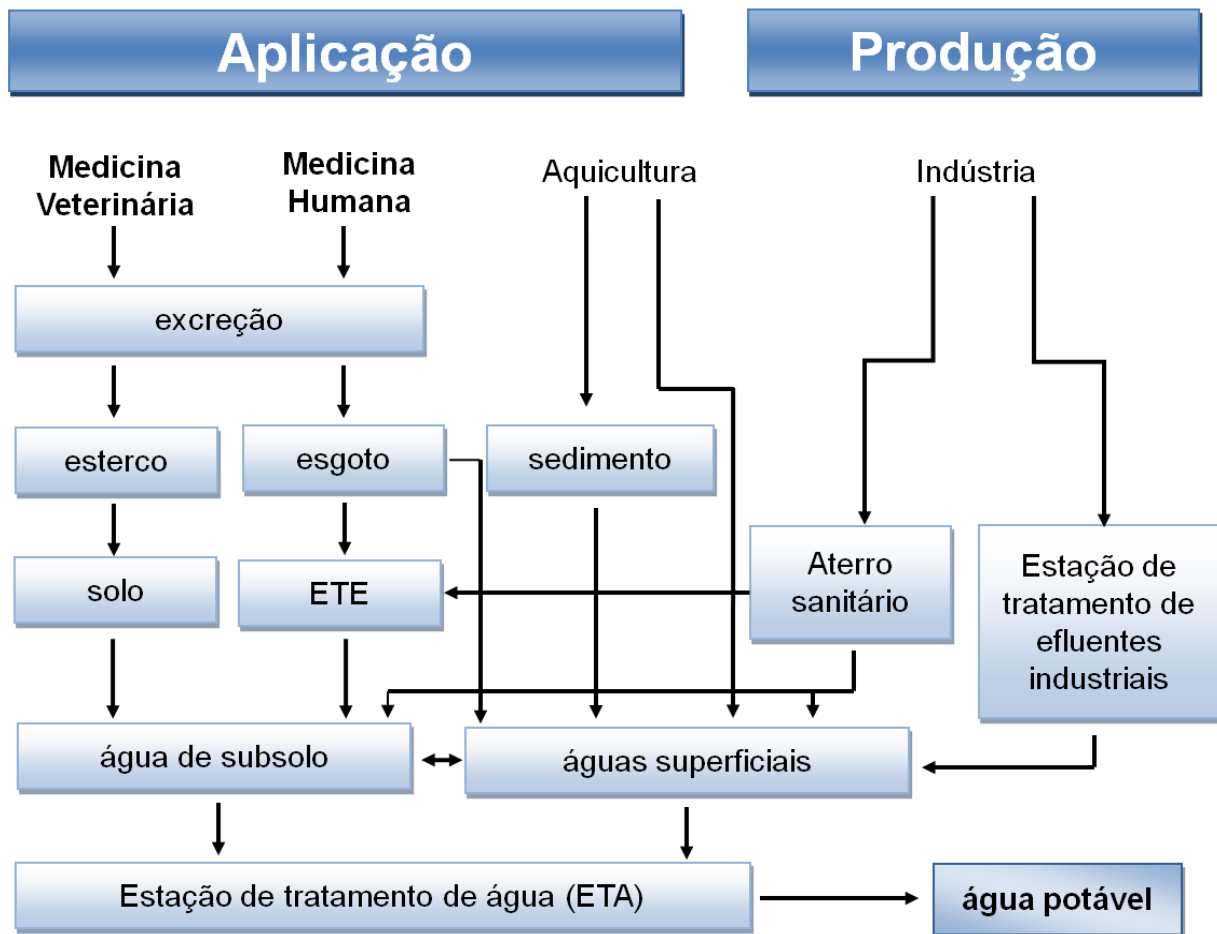 Aplicação
Produção
Medicina
Veterinária
Medicina
Humana
Aquicultura
Indústria
excreção
esterco
esgoto
sedimento
solo
ETE
Aterro
sanitário
Estação de
tratamento de
efluentes
industriais
água de subsolo
águas superficiais
Estação de tratamento de água (ETA)
água potável